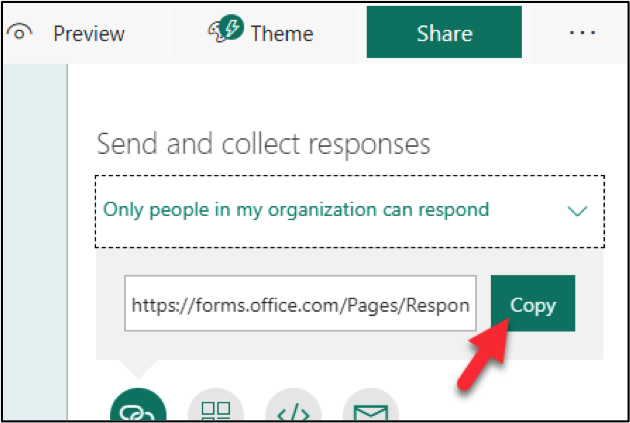 Preview Theme Share ...
Send and collect responses
Only people in my organization can respond
https://forms.office.com/Pages/Respon Copy